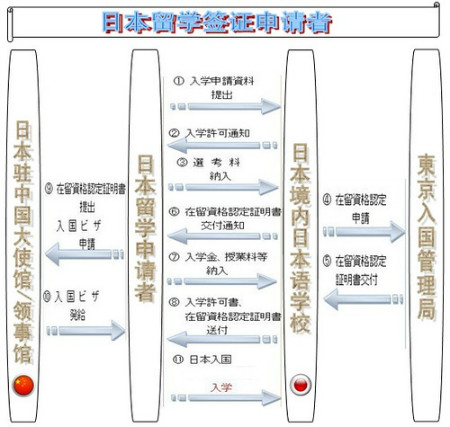 日本留学签证申请者
日本驻中国大使馆/领事馆
⑨ 在留資格認定証明書
提出
入国ビザ
申請
⑩ 入国ビザ
発給
日本留学申请者
① 入学申請資料
提出
② 入学許可通知
③ 選考料
納入
⑥ 在留資格認定証明書
交付通知
⑦ 入学金、授業料等
納入
⑧ 入学許可書、
在留資格認定証明書
送付
⑪ 日本入国
入学
日本境内日本语学校
④ 在留資格認定
申請
⑤ 在留資格認定
証明書交付
東京入国管理局